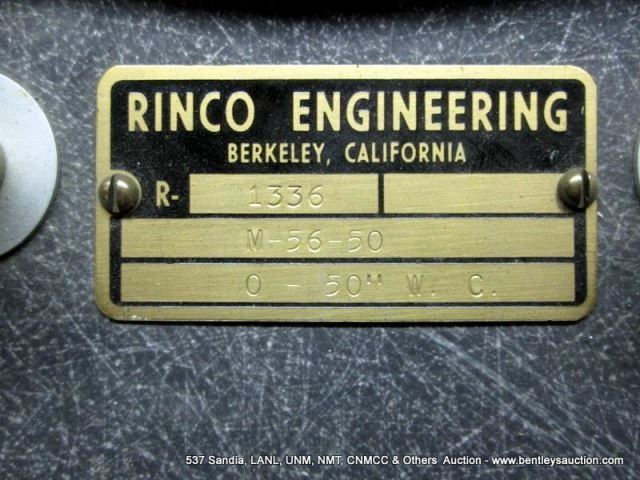 RINCO ENGINEERING
BERKELEY, CALIFORNIA
R- 1336
M-56-50
0 - 50" W. C.
537 Sandia, LANL, UNM, NMT, CNMCC & Others Auction - www.bentleysauction.com